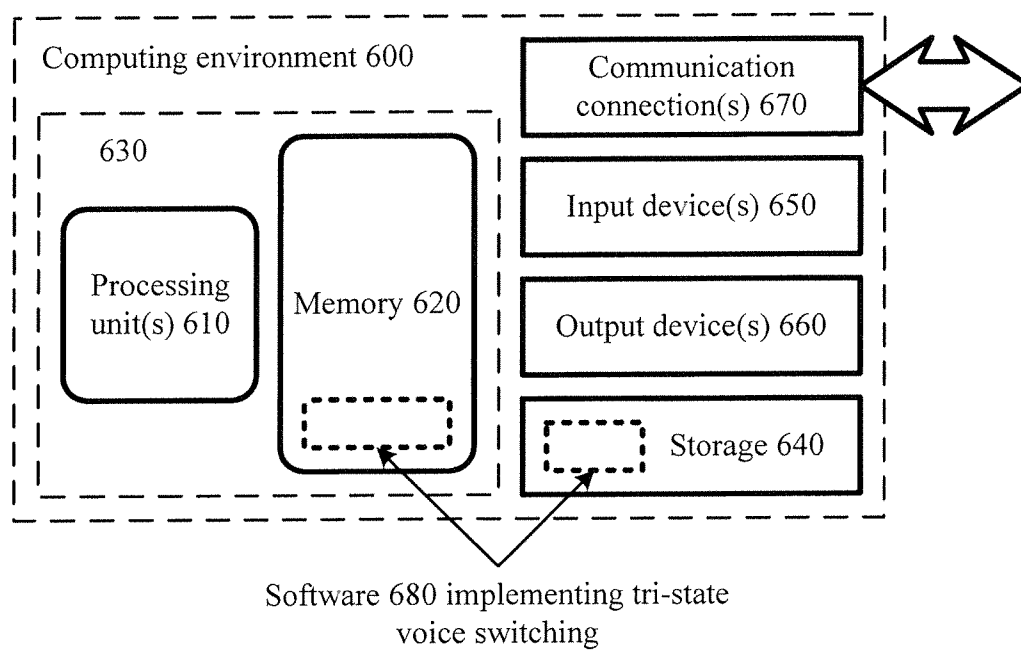 Computing environment 600
Communication
connection(s) 670
630
Input device(s) 650
Processing
unit(s) 610
Memory 620
Output device(s) 660
Storage 640
Software 680 implementing tri-state
voice switching